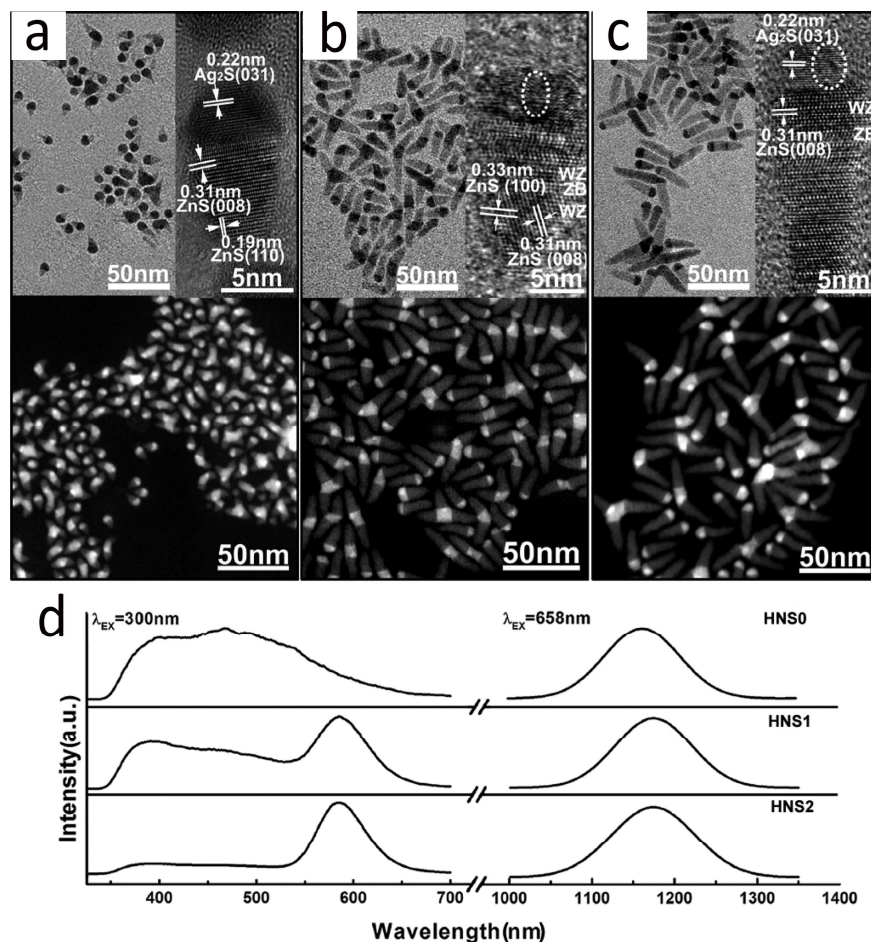 a
0.22nm
Ag₂S(031)
0.31nm
ZnS(008)
0.19nm
ZnS(110)
50nm
5nm
50nm
b
0.33nm
ZnS (100)
WZ
ZB
WZ
0.31nm
ZnS (008)
50nm
5nm
50nm
c
0.22nm
Ag₂S(031)
0.31nm
ZnS(008)
WZ
50nm
5nm
50nm
d
λEX=300nm
λEX=658nm
HNS0
HNS1
HNS2
Intensity(a.u.)
400 500 600 700 1000 1100 1200 1300 1400
Wavelength(nm)